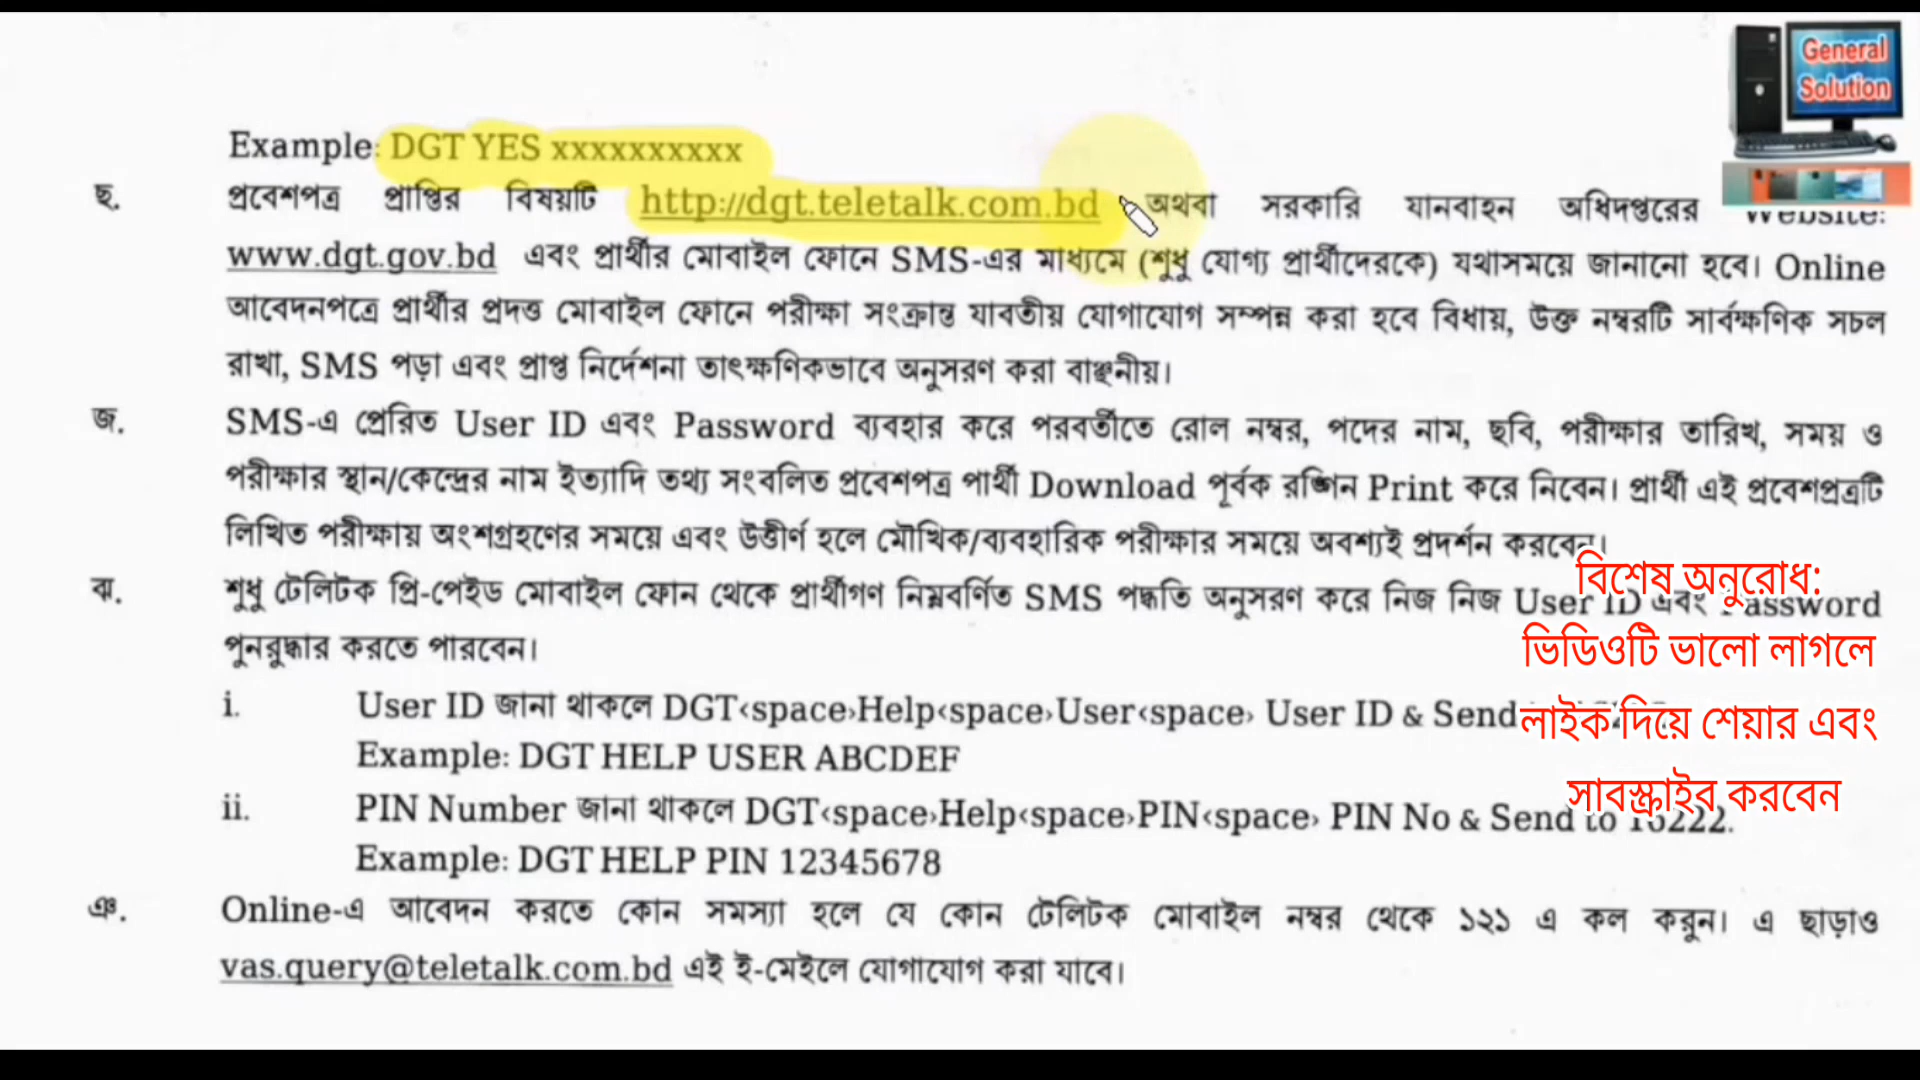 General
Solution
Example: DGT YES xxxxxxxxxx
ছ. প্রবেশপত্র প্রাপ্তির বিষয়টি http://dgt.teletalk.com.bd অথবা সরকারি যানবাহন অধিদপ্তরের Website:
www.dgt.gov.bd এবং প্রার্থীর মোবাইল ফোনে SMS-এর মাধ্যমে (শুধু যোগ্য প্রার্থীদেরকে) যথাসময়ে জানানো হবে। Online
আবেদনপত্রে প্রার্থীর প্রদত্ত মোবাইল ফোনে পরীক্ষা সংক্রান্ত যাবতীয় যোগাযোগ সম্পন্ন করা হবে বিধায়, উক্ত নম্বরটি সার্বক্ষণিক সচল
রাখা, SMS পড়া এবং প্রাপ্ত নির্দেশনা তাৎক্ষণিকভাবে অনুসরণ করা বাঞ্ছনীয়।
জ. SMS-এ প্রেরিত User ID এবং Password ব্যবহার করে পরবর্তীতে রোল নম্বর, পদের নাম, ছবি, পরীক্ষার তারিখ, সময় ও
পরীক্ষার স্থান/কেন্দ্রের নাম ইত্যাদি তথ্য সংবলিত প্রবেশপত্র পার্থী Download পূর্বক রঙ্গিন Print করে নিবেন। প্রার্থী এই প্রবেশপ্রত্রটি
লিখিত পরীক্ষায় অংশগ্রহণের সময়ে এবং উত্তীর্ণ হলে মৌখিক/ব্যবহারিক পরীক্ষার সময়ে অবশ্যই প্রদর্শন করবেন।
ঝ. শুধু টেলিটক প্রি-পেইড মোবাইল ফোন থেকে প্রার্থীগণ নিম্নবর্ণিত SMS পদ্ধতি অনুসরণ করে নিজ নিজ User ID এবং Password
পুনরুদ্ধার করতে পারবেন।
i. User ID জানা থাকলে DGT<space>Help<space>User<space> User ID & Send
Example: DGT HELP USER ABCDEF
ii. PIN Number জানা থাকলে DGT<space>Help<space>PIN<space> PIN No & Send to 16222.
Example: DGT HELP PIN 12345678
ঞ. Online-এ আবেদন করতে কোন সমস্যা হলে যে কোন টেলিটক মোবাইল নম্বর থেকে ১২১ এ কল করুন। এ ছাড়াও
vas.query@teletalk.com.bd এই ই-মেইলে যোগাযোগ করা যাবে।
বিশেষ অনুরোধ:
ভিডিওটি ভালো লাগলে
লাইক দিয়ে শেয়ার এবং
সাবস্ক্রাইব করবেন